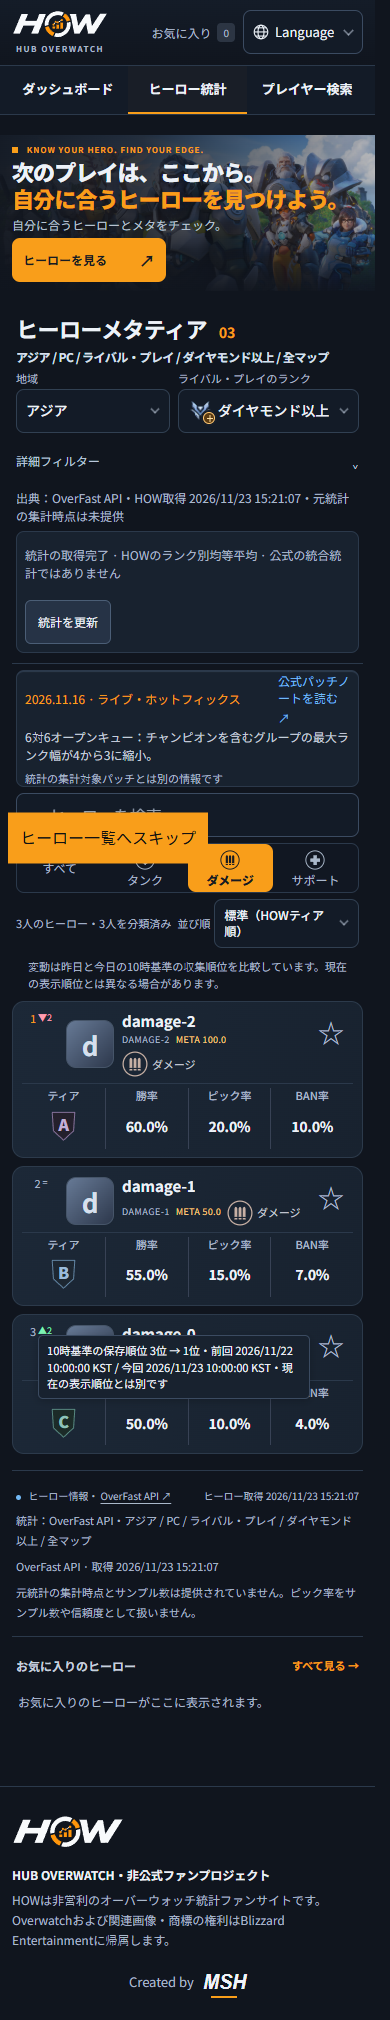 HOW
HUB OVERWATCH
お気に入り 0
Language
ダッシュボード ヒーロー統計 プレイヤー検索
KNOW YOUR HERO. FIND YOUR EDGE.
次のプレイは、ここから。
自分に合うヒーローを見つけよう。
自分に合うヒーローとメタをチェック。
ヒーローを見る ↗
ヒーローメタティア 03
アジア / PC / ライバル・プレイ / ダイヤモンド以上 / 全マップ
地域 ライバル・プレイのランク
アジア ダイヤモンド以上
詳細フィルター
出典：OverFast API・HOW取得 2026/11/23 15:21:07・元統計
の集計時点は未提供
統計の取得完了 · HOWのランク別均等平均 · 公式の統合統
計ではありません
統計を更新
2026.11.16 · ライブ・ホットフィックス
公式パッチノ
ートを読む
↗
6対6オープンキュー：チャンピオンを含むグループの最大ラ
ンク幅が4から3に縮小。
統計の集計対象パッチとは別の情報です
ヒーロー一覧へスキップ
すべて タンク ダメージ サポート
3人のヒーロー・3人を分類済み 並び順
標準（HOWティア
順）
変動は昨日と今日の10時基準の収集順位を比較しています。現在
の表示順位とは異なる場合があります。
1 ▼2
d
damage-2
DAMAGE-2 META 100.0
ダメージ
ティア 勝率 ピック率 BAN率
A 60.0% 20.0% 10.0%
2 =
d
damage-1
DAMAGE-1 META 50.0 ダメージ
ティア 勝率 ピック率 BAN率
B 55.0% 15.0% 7.0%
3 ▲2
damage-0
10時基準の保存順位 3位 → 1位・前回 2026/11/22
10:00:00 KST / 今回 2026/11/23 10:00:00 KST・現
在の表示順位とは別です
N率
C 50.0% 10.0% 4.0%
ヒーロー情報・ OverFast API ↗ ヒーロー取得 2026/11/23 15:21:07
統計：OverFast API・アジア / PC / ライバル・プレイ / ダイヤモンド
以上 / 全マップ
OverFast API · 取得 2026/11/23 15:21:07
元統計の集計時点とサンプル数は提供されていません。ピック率をサ
ンプル数や信頼度として扱いません。
お気に入りのヒーロー すべて見る →
お気に入りのヒーローがここに表示されます。
HOW
HUB OVERWATCH・非公式ファンプロジェクト
HOWは非営利のオーバーウォッチ統計ファンサイトです。
Overwatchおよび関連画像・商標の権利はBlizzard
Entertainmentに帰属します。
Created by MSH